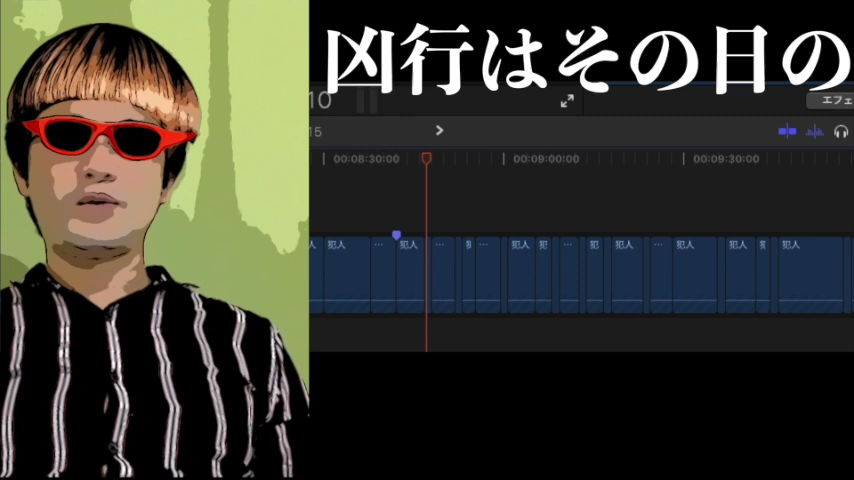 凶行はその日の
10
エフェ
15
00:08:30:00
00:09:00:00
00:09:30:00
人
犯人
…
犯人
…
…
犯人
犯
…
犯
犯人
…
犯人
犯人
犯人